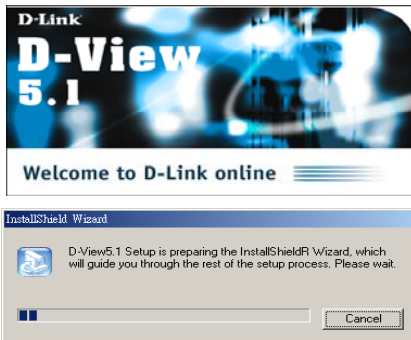 D-Link
D-View
5.1
Welcome to D-Link online
InstallShield Wizard
D-View5.1 Setup is preparing the InstallShieldR Wizard, which
will guide you through the rest of the setup process. Please wait.
Cancel